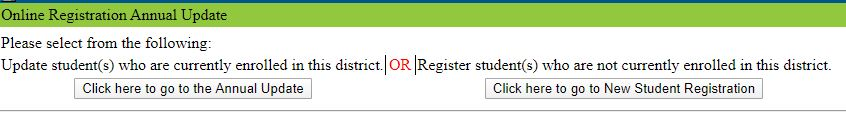 Online Registration Annual Update
Please select from the following:
Update student(s) who are currently enrolled in this district. OR Register student(s) who are not currently enrolled in this district.
Click here to go to the Annual Update Click here to go to New Student Registration